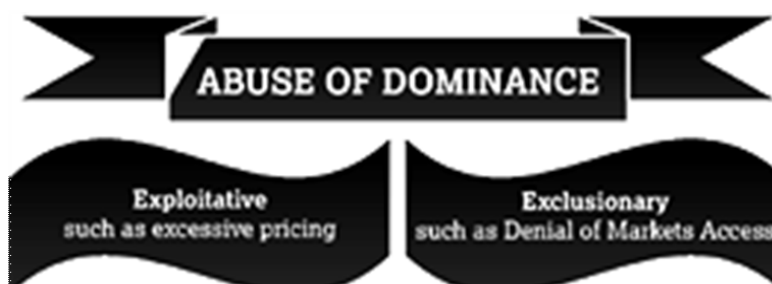 ABUSE OF DOMINANCE
Exploitative
such as excessive pricing
Exclusionary
such as Denial of Markets Access